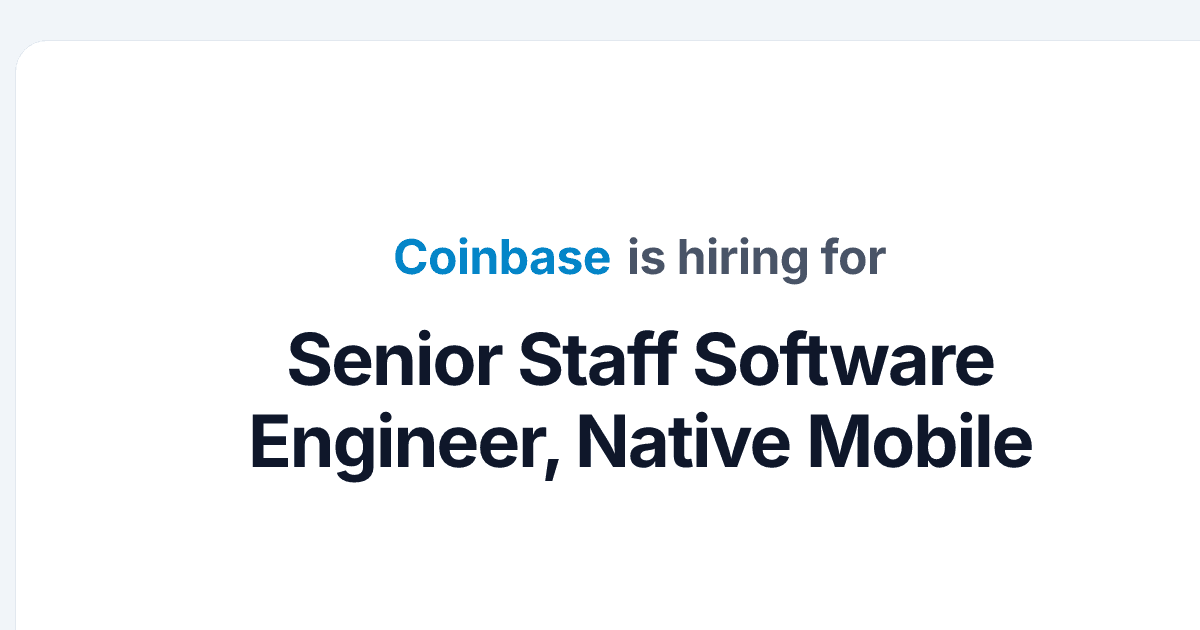 Coinbase is hiring for
Senior Staff Software
Engineer, Native Mobile